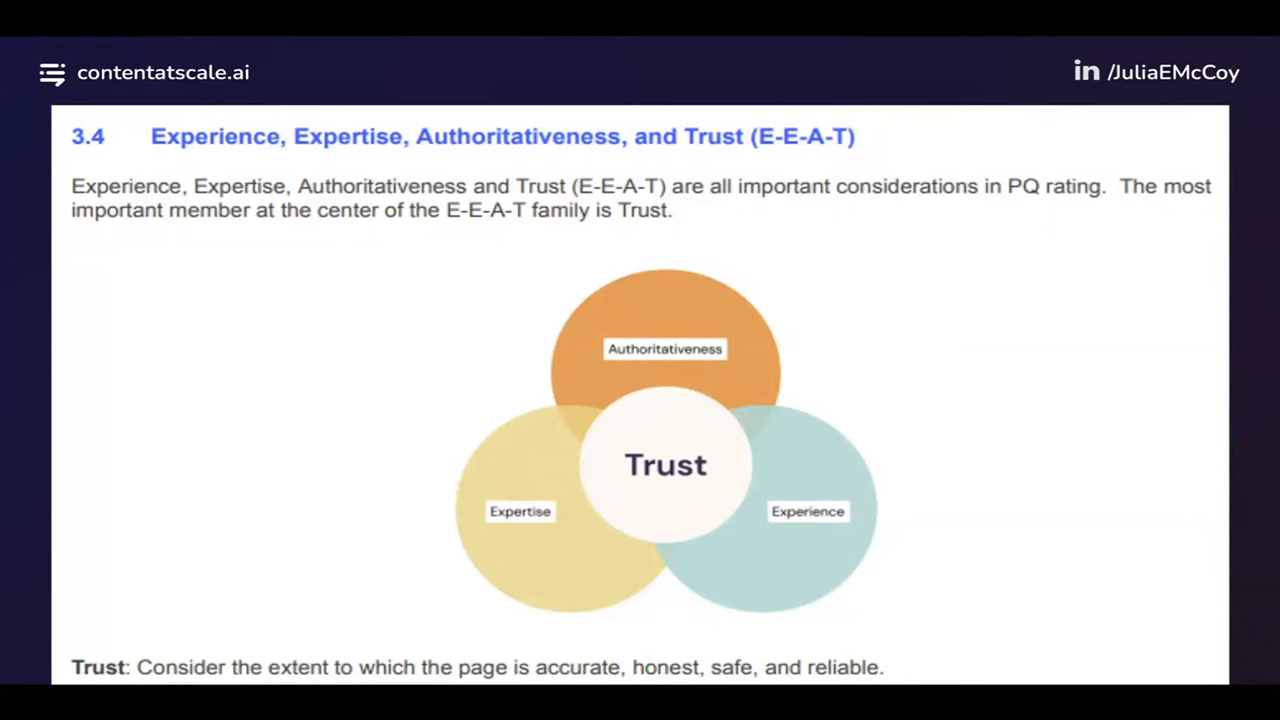 contentatscale.ai
in /JuliaEMcCoy
3.4 Experience, Expertise, Authoritativeness, and Trust (E-E-A-T)
Experience, Expertise, Authoritativeness and Trust (E-E-A-T) are all important considerations in PQ rating. The most
important member at the center of the E-E-A-T family is Trust.
Authoritativeness
Trust
Expertise
Experience
Trust: Consider the extent to which the page is accurate, honest, safe, and reliable.